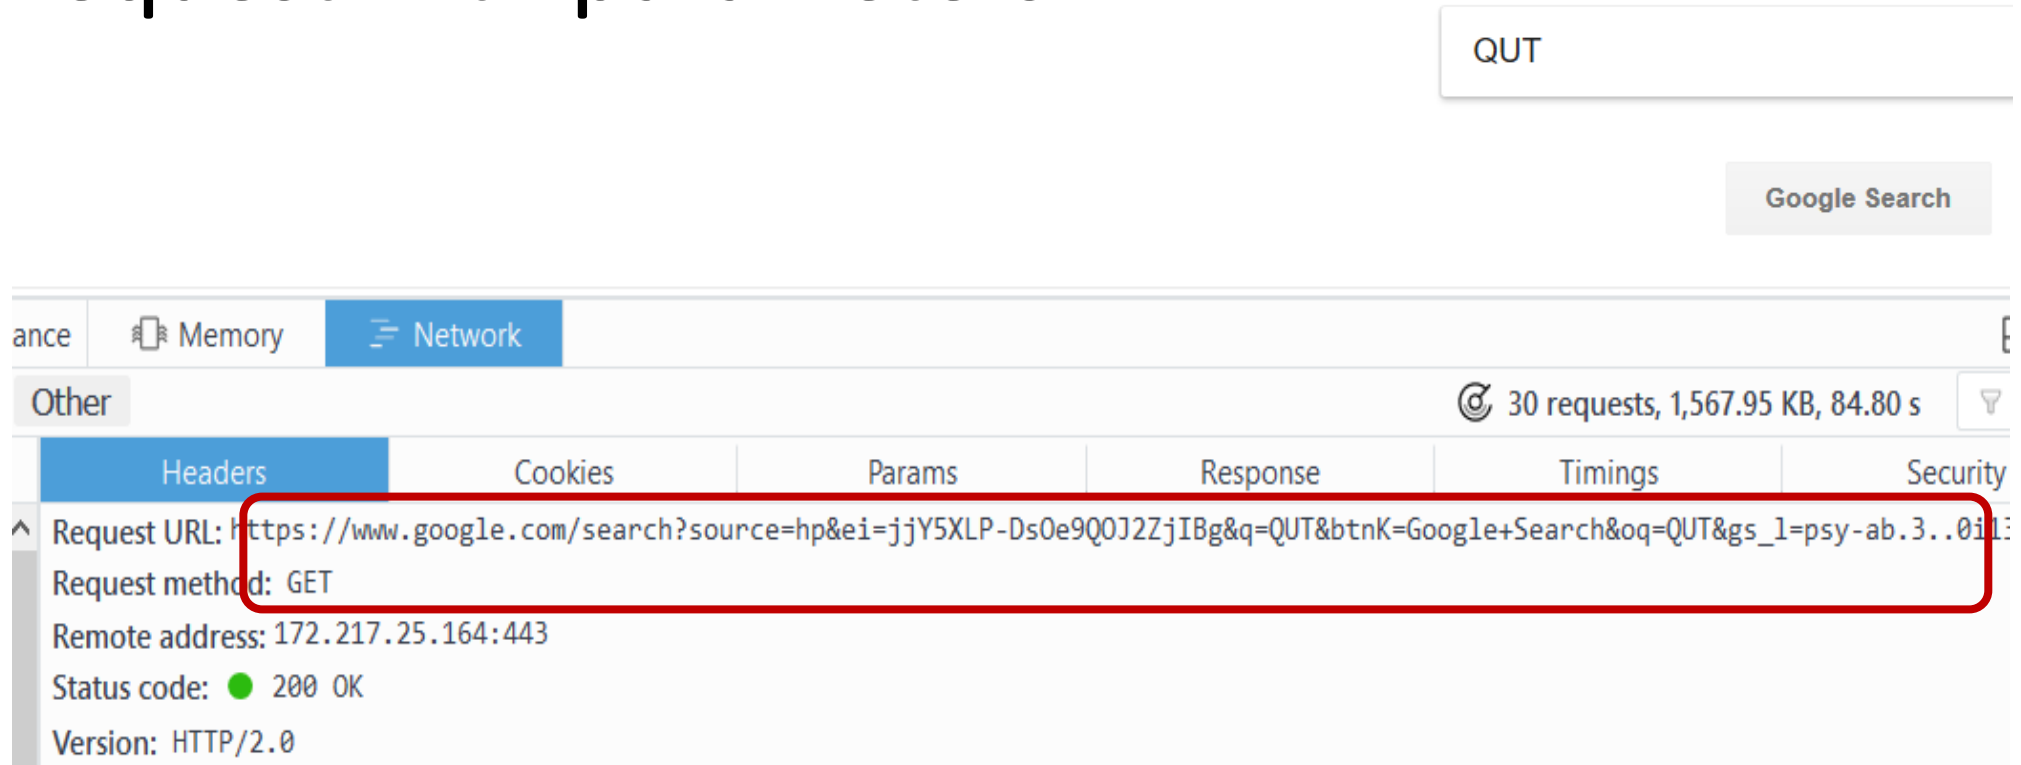 QUT
Google Search
ance Memory Network
Other 30 requests, 1,567.95 KB, 84.80 s
Headers Cookies Params Response Timings Security
Request URL: https://www.google.com/search?source=hp&ei=jjY5XLP-DsOe9QOJ2ZjIBg&q=QUT&btnK=Google+Search&oq=QUT&gs_l=psy-ab.3..0i13
Request method: GET
Remote address: 172.217.25.164:443
Status code: 200 OK
Version: HTTP/2.0